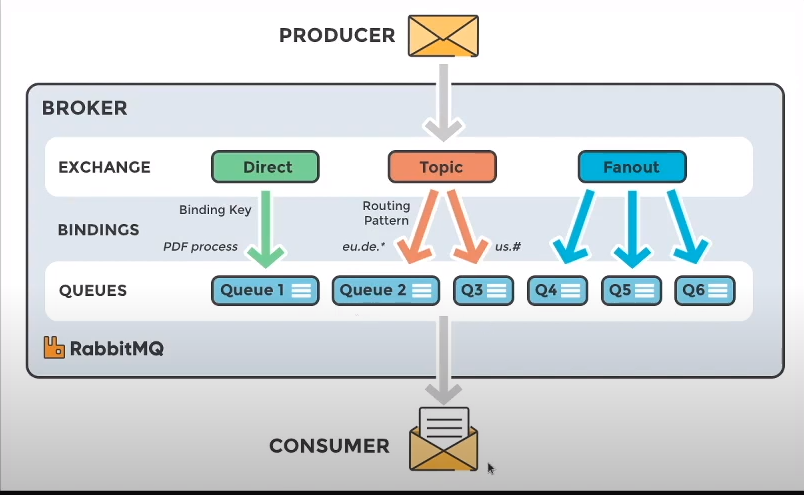 PRODUCER
BROKER
EXCHANGE
Direct
Topic
Fanout
BINDINGS
Binding Key
PDF process
Routing
Pattern
eu.de.*
us.#
QUEUES
Queue 1
Queue 2
Q3
Q4
Q5
Q6
RabbitMQ
CONSUMER